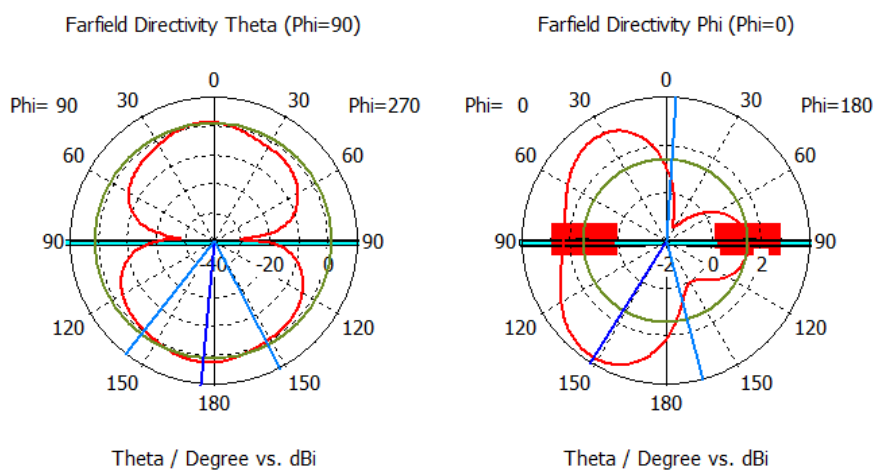 Farfield Directivity Theta (Phi=90)
0
Phi= 90 30 30 Phi=270
60 60
90 -40 -20 0 90
120 120
150 150
180
Theta / Degree vs. dBi
Farfield Directivity Phi (Phi=0)
0
Phi= 0 30 30 Phi=180
60 60
90 -2 0 2 90
120 120
150 150
180
Theta / Degree vs. dBi